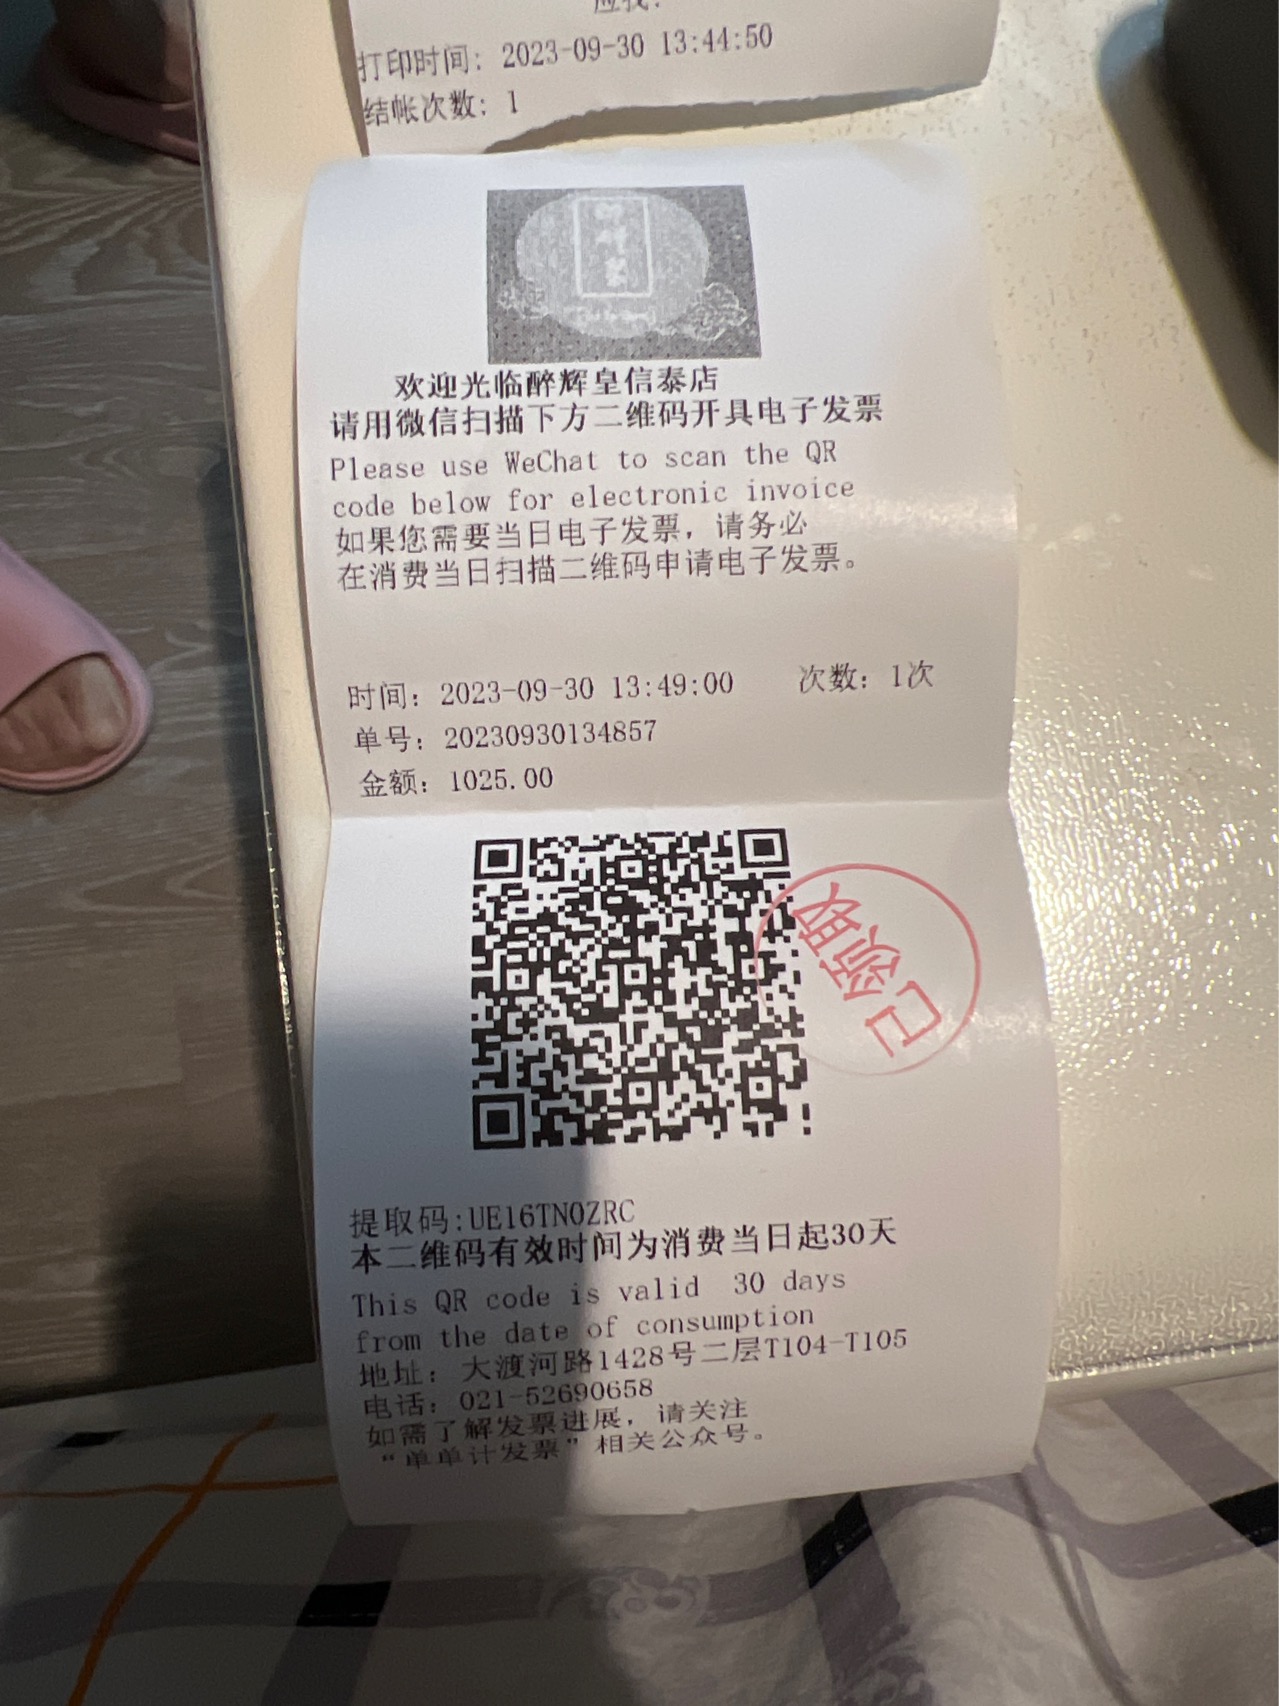 应找:
打印时间: 2023-09-30 13:44:50
结帐次数: 1
欢迎光临醉辉皇信泰店
请用微信扫描下方二维码开具电子发票
Please use WeChat to scan the QR
code below for electronic invoice
如果您需要当日电子发票，请务必
在消费当日扫描二维码申请电子发票。
时间: 2023-09-30 13:49:00 次数: 1次
单号: 20230930134857
金额: 1025.00
已领取
提取码:UE16TN0ZRC
本二维码有效时间为消费当日起30天
This QR code is valid 30 days
from the date of consumption
地址: 大渡河路1428号二层T104-T105
电话: 021-52690658
如需了解发票进展，请关注
“单单计发票”相关公众号。